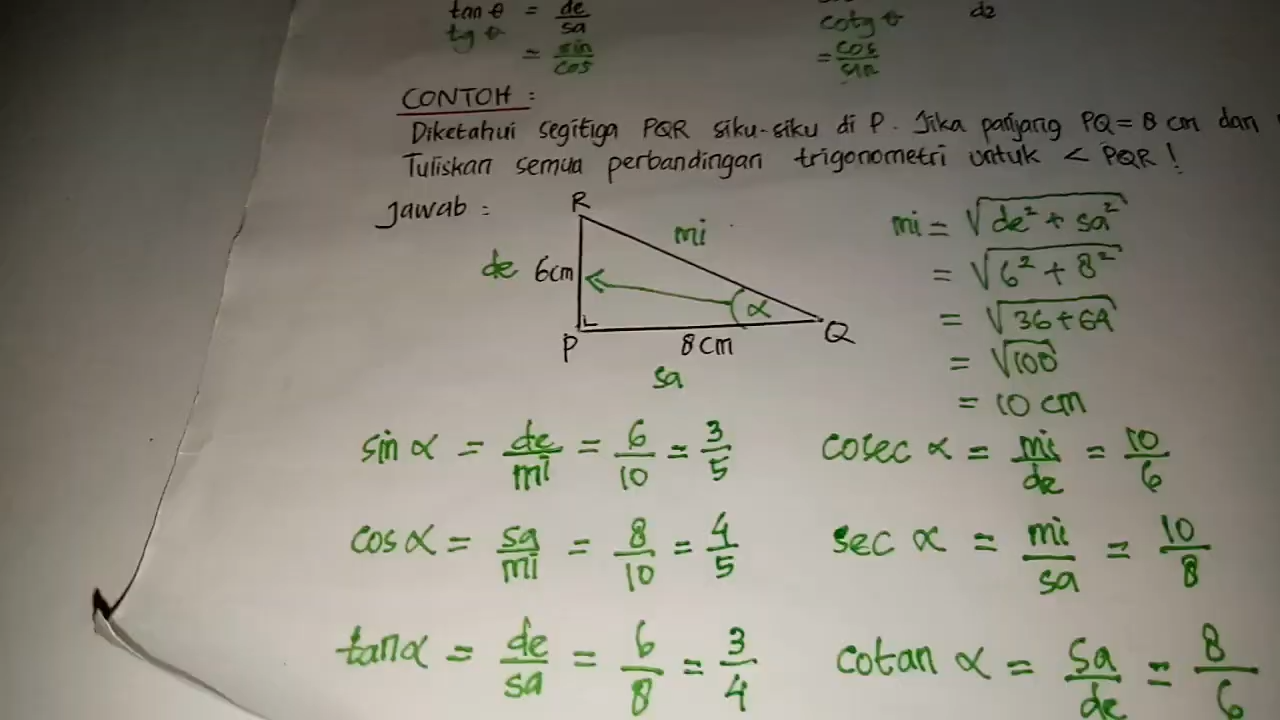 tan θ = de/sa
tg θ = sin/cos
cotg θ de
= cos/sin
CONTOH :
Diketahui segitiga PQR siku-siku di P. Jika panjang PQ = 8 cm dan
Tuliskan semua perbandingan trigonometri untuk < PQR !
Jawab :
R
mi
de 6cm
α
P
8 cm
Q
sa
mi = √de² + sa²
= √6² + 8²
= √36 + 64
= √100
= 10 cm
sin α = de/mi = 6/10 = 3/5
cosec α = mi/de = 10/6
cos α = sa/mi = 8/10 = 4/5
sec α = mi/sa = 10/8
tan α = de/sa = 6/8 = 3/4
cotan α = sa/de = 8/6